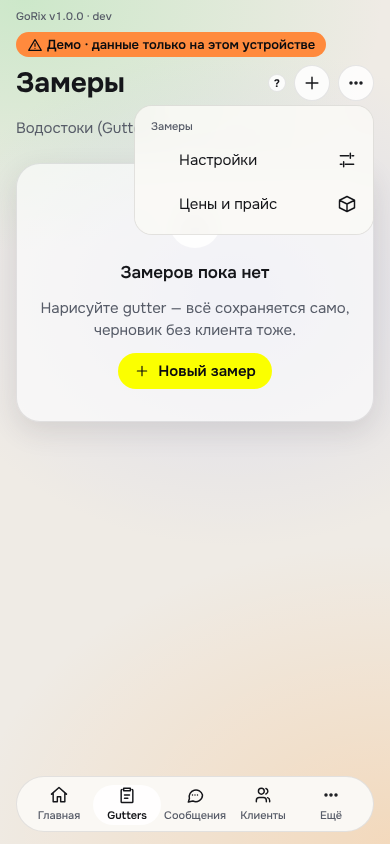 GoRix v1.0.0 · dev
Демо · данные только на этом устройстве
Замеры
?
Замеры
Водостоки (Gutt
Настройки
Цены и прайс
Замеров пока нет
Нарисуйте gutter — всё сохраняется само,
черновик без клиента тоже.
Новый замер
Главная
Gutters
Сообщения
Клиенты
Ещё